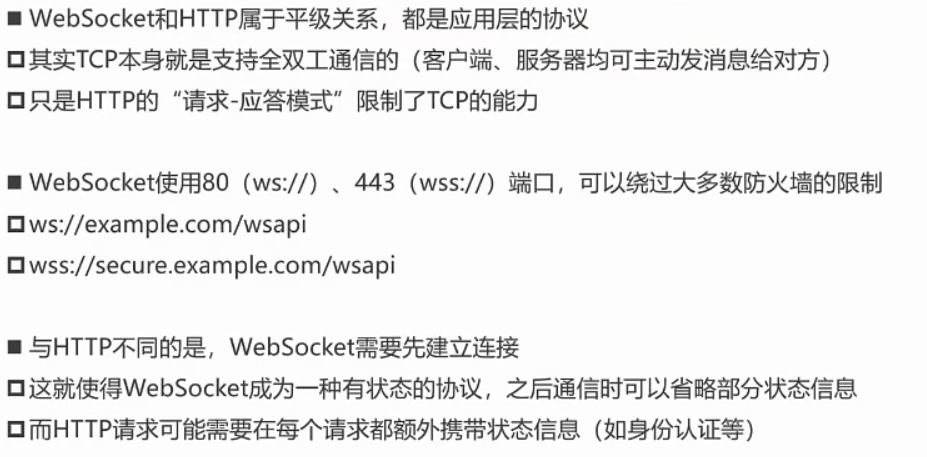 ■ WebSocket和HTTP属于平级关系，都是应用层的协议
◘ 其实TCP本身就是支持全双工通信的（客户端、服务器均可主动发消息给对方）
◘ 只是HTTP的“请求-应答模式”限制了TCP的能力
■ WebSocket使用80（ws://）、443（wss://）端口，可以绕过大多数防火墙的限制
◘ ws://example.com/wsapi
◘ wss://secure.example.com/wsapi
■ 与HTTP不同的是，WebSocket需要先建立连接
◘ 这就使得WebSocket成为一种有状态的协议，之后通信时可以省略部分状态信息
◘ 而HTTP请求可能需要在每个请求都额外携带状态信息（如身份认证等）